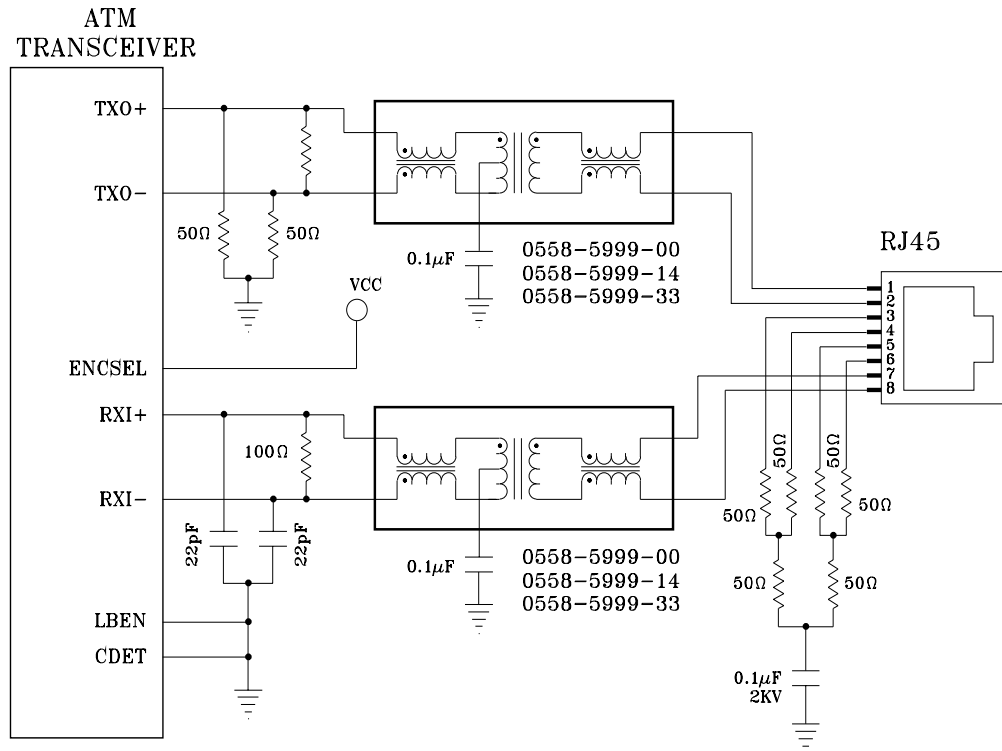 ATM
TRANSCEIVER
TXO+
TXO-
50Ω
50Ω
0.1µF
0558-5999-00
0558-5999-14
0558-5999-33
RJ45
VCC
1
2
3
4
5
6
7
8
ENCSEL
RXI+
100Ω
RXI-
22pF
22pF
0.1µF
0558-5999-00
0558-5999-14
0558-5999-33
50Ω
50Ω
50Ω
50Ω
50Ω
50Ω
LBEN
CDET
0.1µF
2KV